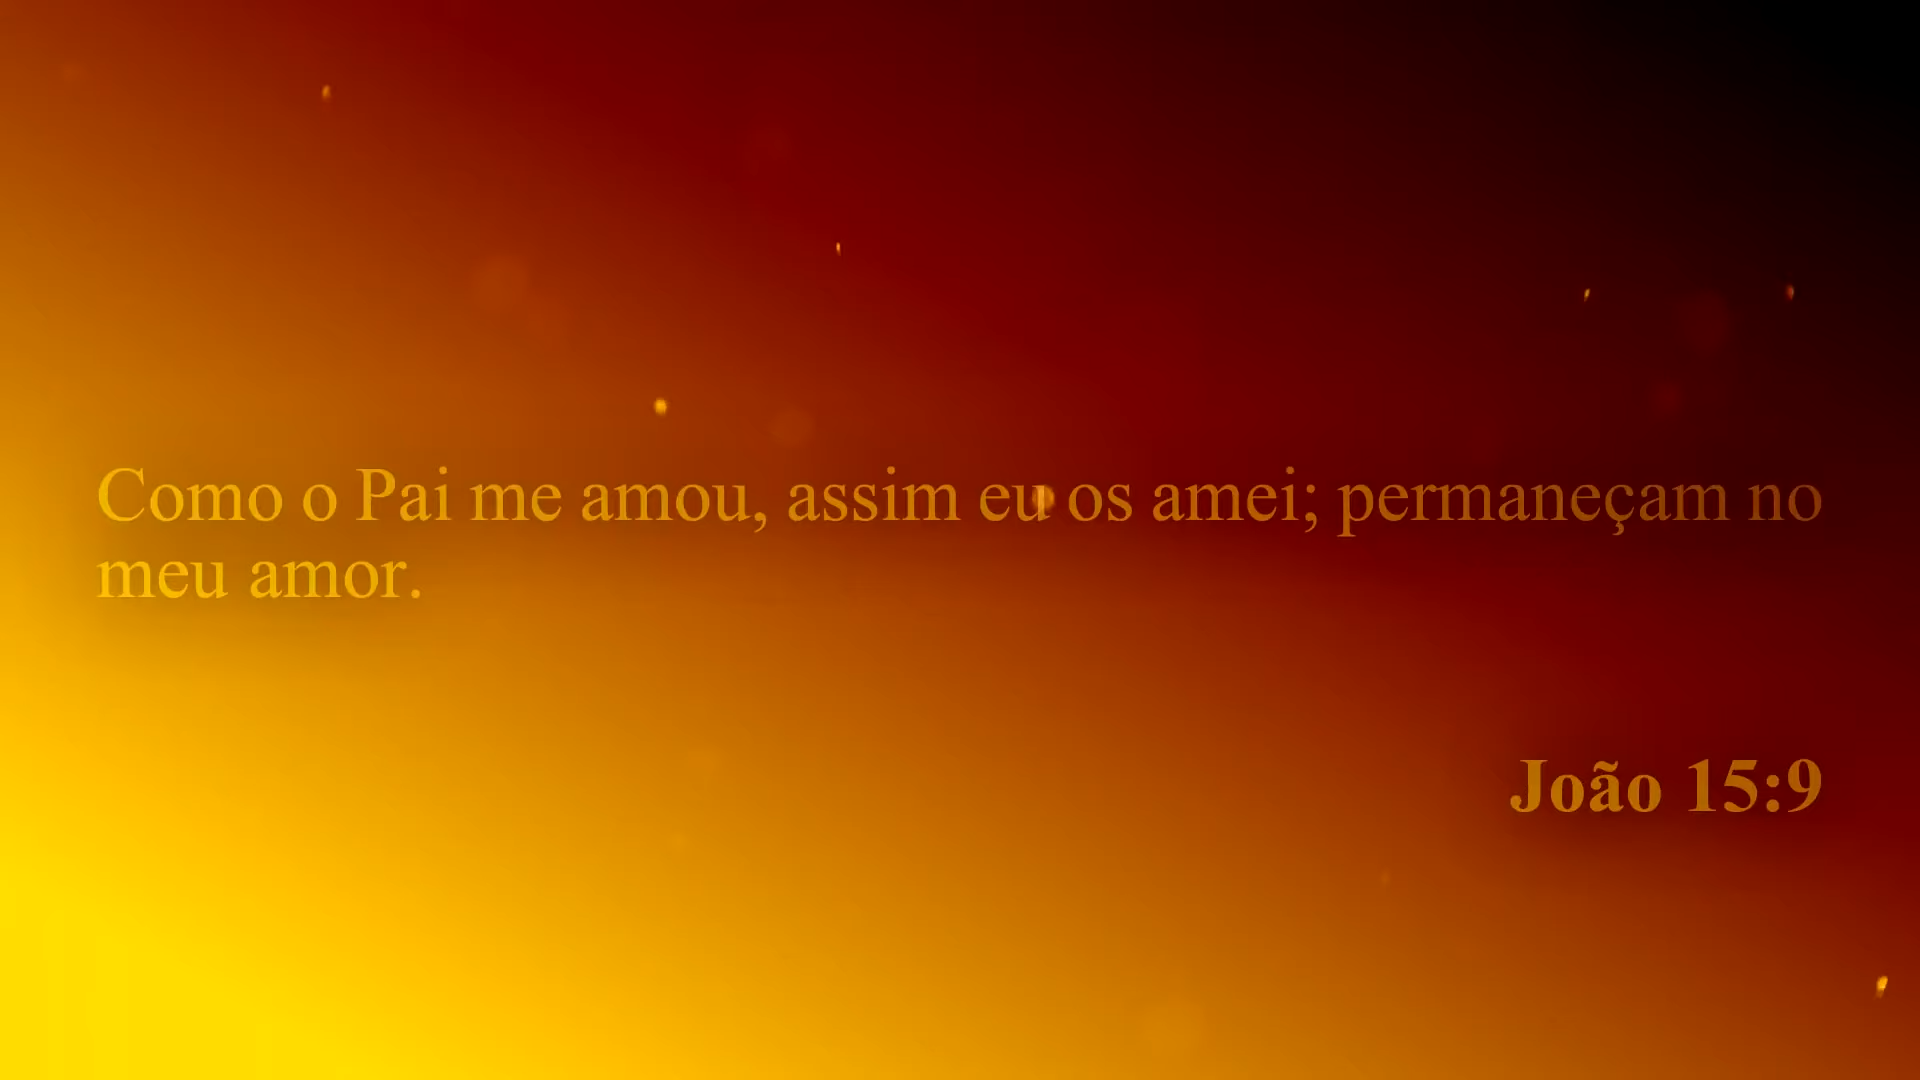 Como o Pai me amou, assim eu os amei; permaneçam no
meu amor.
João 15:9